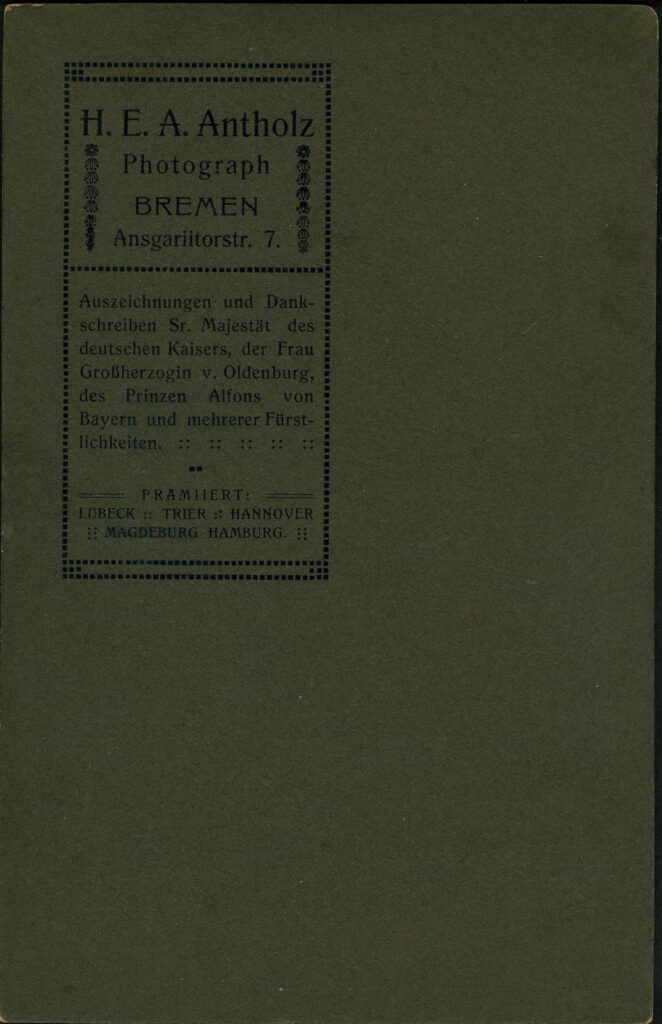 H. E. A. Antholz
Photograph
BREMEN
Ansgariitorstr. 7.
Auszeichnungen und Dank-
schreiben Sr. Majestät des
deutschen Kaisers, der Frau
Großherzogin v. Oldenburg,
des Prinzen Alfons von
Bayern und mehrerer Fürst-
lichkeiten. :: :: :: :: ::
PRÄMIIERT:
LÜBECK :: TRIER :: HANNOVER
:: MAGDEBURG HAMBURG. ::